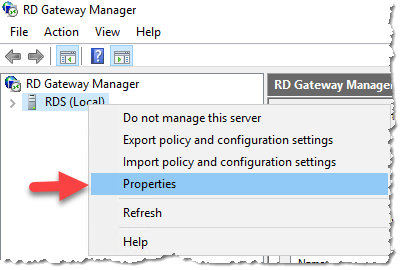 RD Gateway Manager
File Action View Help
RD Gateway Manager
RDS (Local)
RD Gateway Manager
Do not manage this server
Export policy and configuration settings
Import policy and configuration settings
Properties
Refresh
Help